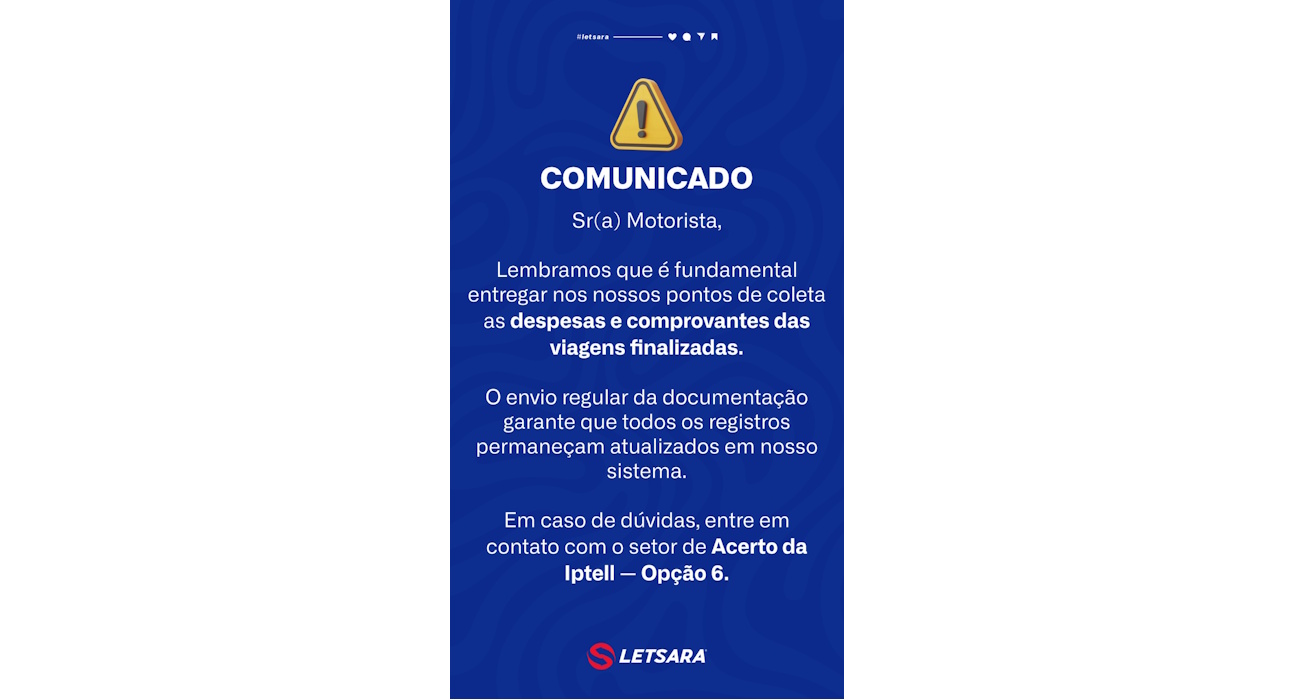 #letsara
COMUNICADO
Sr(a) Motorista,
Lembramos que é fundamental
entregar nos nossos pontos de coleta
as despesas e comprovantes das
viagens finalizadas.
O envio regular da documentação
garante que todos os registros
permaneçam atualizados em nosso
sistema.
Em caso de dúvidas, entre em
contato com o setor de Acerto da
Iptell — Opção 6.
LETSARA